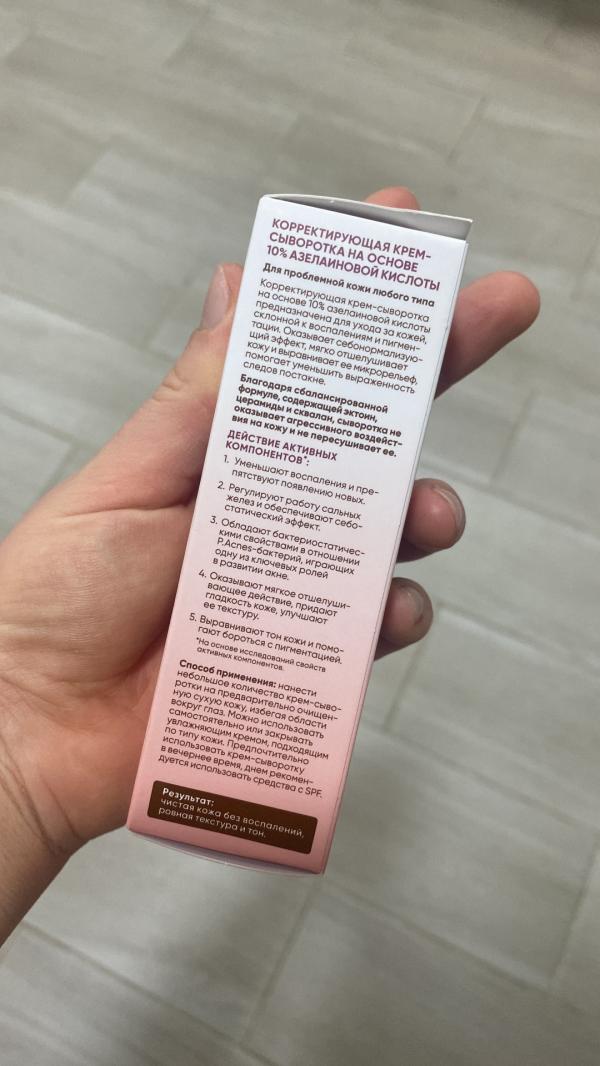 КОРРЕКТИРУЮЩАЯ КРЕМ-
СЫВОРОТКА НА ОСНОВЕ
10% АЗЕЛАИНОВОЙ КИСЛОТЫ
Для проблемной кожи любого типа
Корректирующая крем-сыворотка
на основе 10% азелаиновой кислоты
предназначена для ухода за кожей,
склонной к воспалениям и пигмен-
тации. Оказывает себонормализую-
щий эффект, мягко отшелушивает
кожу и выравнивает ее микрорельеф,
помогает уменьшить выраженность
следов постакне.
Благодаря сбалансированной
формуле, содержащей эктоин,
церамиды и сквалан, сыворотка не
оказывает агрессивного воздейст-
вия на кожу и не пересушивает ее.
ДЕЙСТВИЕ АКТИВНЫХ
КОМПОНЕНТОВ*:
1. Уменьшают воспаления и пре-
пятствуют появлению новых.
2. Регулируют работу сальных
желез и обеспечивают себо-
статический эффект.
3. Обладают бактериостатичес-
кими свойствами в отношении
P.Acnes-бактерий, играющих
одну из ключевых ролей
в развитии акне.
4. Оказывают мягкое отшелуши-
вающее действие, придают
гладкость коже, улучшают
ее текстуру.
5. Выравнивают тон кожи и помо-
гают бороться с пигментацией.
*На основе исследований свойств
активных компонентов.
Способ применения: нанести
небольшое количество крем-сыво-
ротки на предварительно очищен-
ную сухую кожу, избегая области
вокруг глаз. Можно использовать
самостоятельно или закрывать
увлажняющим кремом, подходящим
по типу кожи. Предпочтительно
использовать крем-сыворотку
в вечернее время, днем рекомен-
дуется использовать средства с SPF.
Результат:
чистая кожа без воспалений,
ровная текстура и тон.